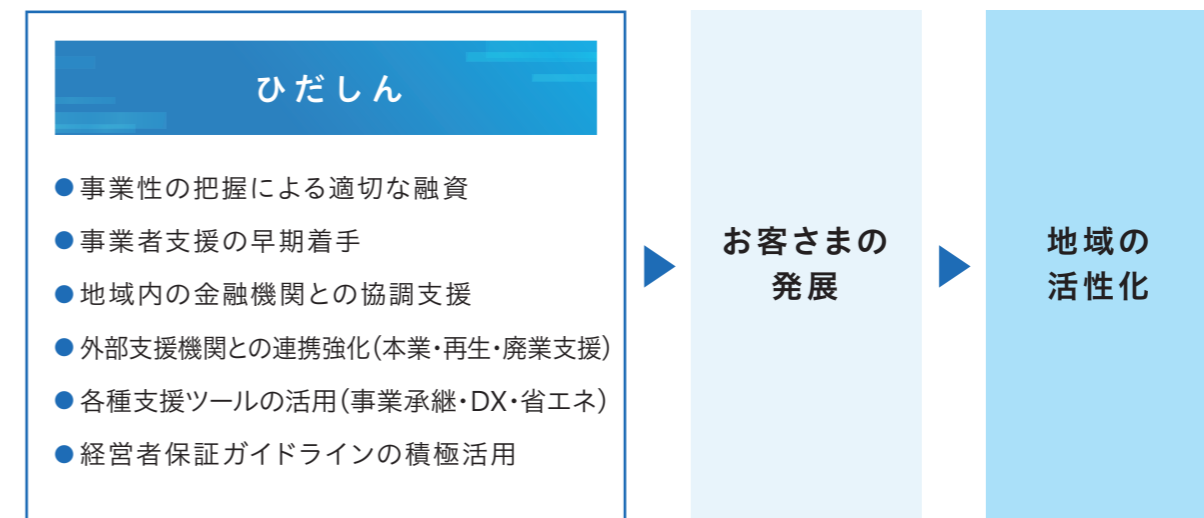 ひだしん
●事業性の把握による適切な融資
●事業者支援の早期着手
●地域内の金融機関との協調支援
●外部支援機関との連携強化(本業・再生・廃業支援)
●各種支援ツールの活用(事業承継・DX・省エネ)
●経営者保証ガイドラインの積極活用
お客さまの
発展
地域の
活性化